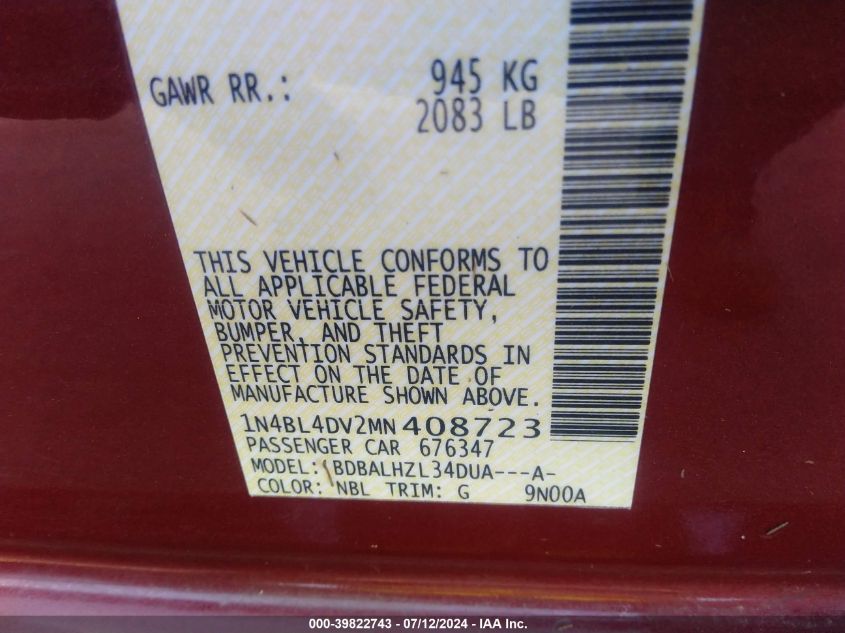 GAWR RR.: 945 KG
2083 LB
THIS VEHICLE CONFORMS TO
ALL APPLICABLE FEDERAL
MOTOR VEHICLE SAFETY,
BUMPER, AND THEFT
PREVENTION STANDARDS IN
EFFECT ON THE DATE OF
MANUFACTURE SHOWN ABOVE.
1N4BL4DV2MN408723
PASSENGER CAR 676347
MODEL: BDBALHZL34DUA---A-
COLOR: NBL TRIM: G 9N00A
000-39822743 / 07/12/2024 - IAA Inc.